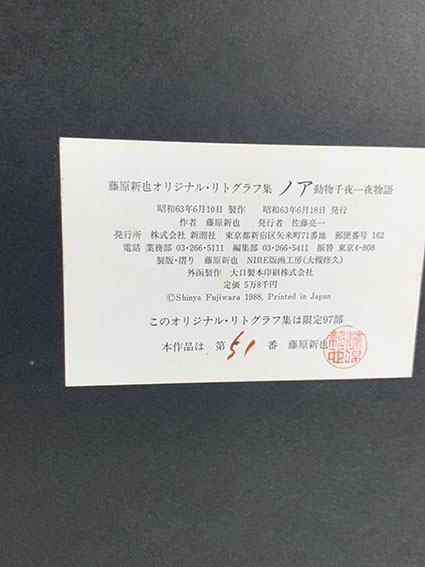 藤原新也オリジナル・リトグラフ集 ノア 動物千夜一夜物語
昭和63年6月10日 製作 昭和63年6月18日 発行
作者 藤原新也 発行者 佐藤亮一
発行所 株式会社 新潮社 東京都新宿区矢来町71番地 郵便番号 162
電話 業務部 03・266・5111 編集部 03・266・5411 振替 東京4-808
製版・摺り 藤原新也 NIRE版画工房(大槻修久)
外函製作 大口製本印刷株式会社
定価 5万8千円
©Shinya Fujiwara 1988, Printed in Japan
このオリジナル・リトグラフ集は限定97部
本作品は 第 51 番 藤原新也
藤原新也